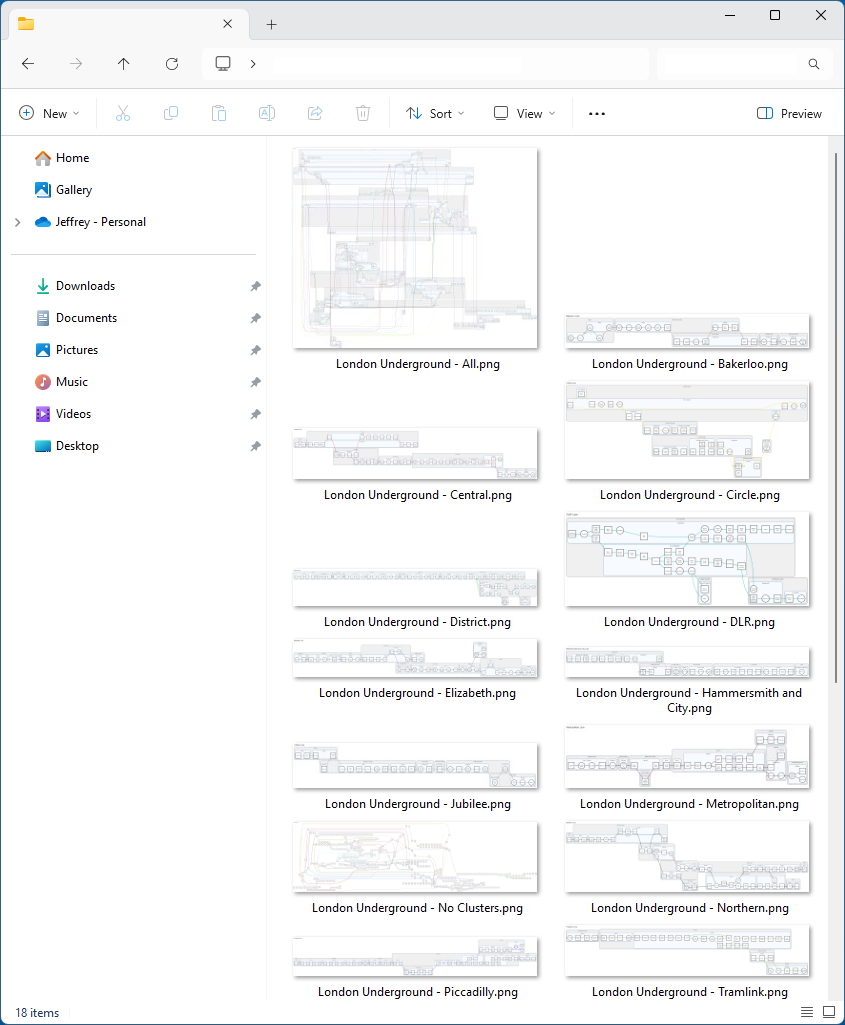 New
Sort
View
Preview
Home
Gallery
Jeffrey - Personal
Downloads
Documents
Pictures
Music
Videos
Desktop
London Underground - All.png
London Underground - Bakerloo.png
London Underground - Central.png
London Underground - Circle.png
London Underground - District.png
London Underground - DLR.png
London Underground - Elizabeth.png
London Underground - Hammersmith and
City.png
London Underground - Jubilee.png
London Underground - Metropolitan.png
London Underground - No Clusters.png
London Underground - Northern.png
London Underground - Piccadilly.png
London Underground - Tramlink.png
18 items